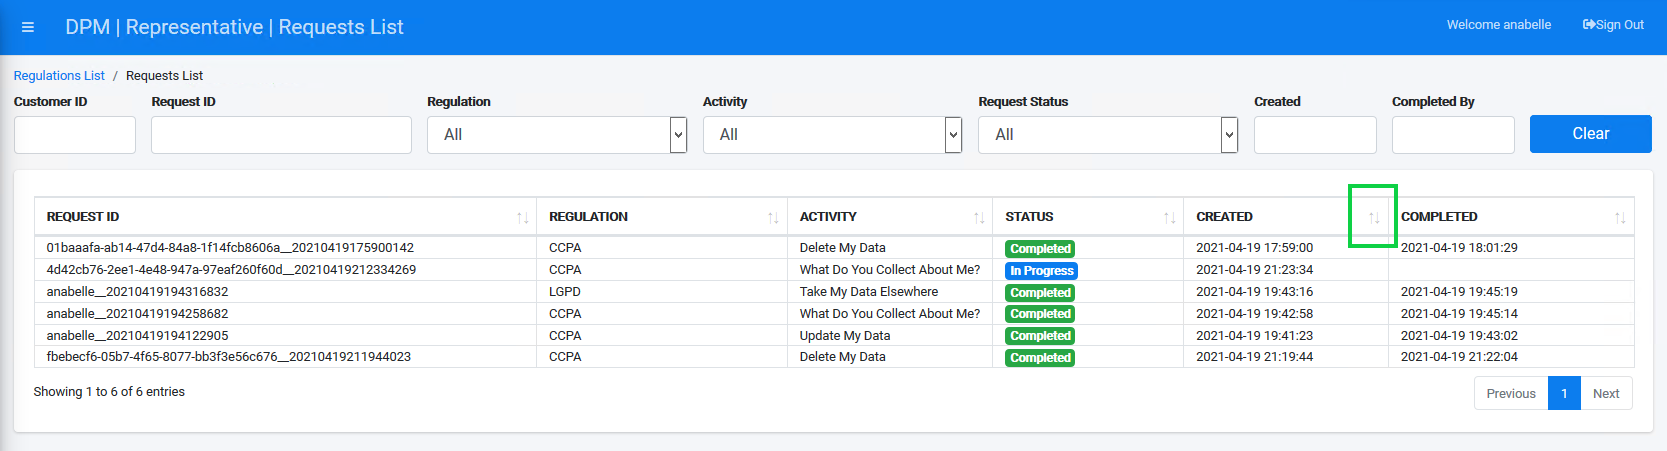 DPM | Representative | Requests List
Welcome anabelle
Sign Out
Regulations List / Requests List
Customer ID
Request ID
Regulation
Activity
Request Status
Created
Completed By
All
All
All
Clear
REQUEST ID REGULATION ACTIVITY STATUS CREATED COMPLETED
01baaafa-ab14-47d4-84a8-1f14fcb8606a__20210419175900142 CCPA Delete My Data Completed 2021-04-19 17:59:00 2021-04-19 18:01:29
4d42cb76-2ee1-4e48-947a-97eaf260f60d__20210419212334269 CCPA What Do You Collect About Me? In Progress 2021-04-19 21:23:34
anabelle__20210419194316832 LGPD Take My Data Elsewhere Completed 2021-04-19 19:43:16 2021-04-19 19:45:19
anabelle__20210419194258682 CCPA What Do You Collect About Me? Completed 2021-04-19 19:42:58 2021-04-19 19:45:14
anabelle__20210419194122905 CCPA Update My Data Completed 2021-04-19 19:41:23 2021-04-19 19:43:02
fbebecf6-05b7-4f65-8077-bb3f3e56c676__20210419211944023 CCPA Delete My Data Completed 2021-04-19 21:19:44 2021-04-19 21:22:04
Showing 1 to 6 of 6 entries
Previous 1 Next